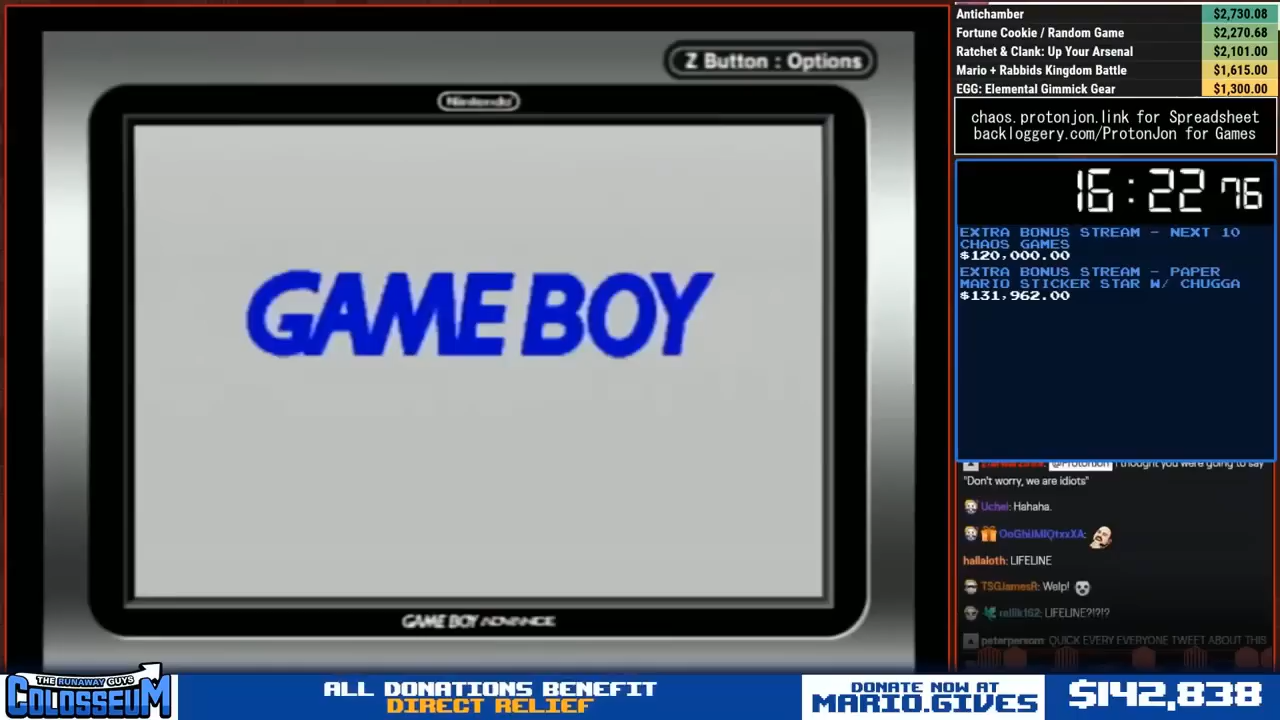 Z Button : Options
Nintendo
GAME BOY
GAME BOY ADVANCE
Antichamber $2,730.08
Fortune Cookie / Random Game $2,270.68
Ratchet & Clank: Up Your Arsenal $2,101.00
Mario + Rabbids Kingdom Battle $1,615.00
EGG: Elemental Gimmick Gear $1,300.00
chaos.protonjon.link for Spreadsheet
backloggery.com/ProtonJon for Games
16:22 76
EXTRA BONUS STREAM - NEXT 10
CHAOS GAMES
$120,000.00
EXTRA BONUS STREAM - PAPER
MARIO STICKER STAR W/ CHUGGA
$131,962.00
@ProtonJon I thought you were going to say
"Don't worry, we are idiots"
Uchel: Hahaha.
hallaloth: LIFELINE
TSGJamesR: Welp!
rallik162: LIFELINE?!?!?
peterparsom: QUICK EVERY EVERYONE TWEET ABOUT THIS
THE RUNAWAY GUYS
COLOSSEUM
ALL DONATIONS BENEFIT
DIRECT RELIEF
DONATE NOW AT
MARIO.GIVES
$142,838